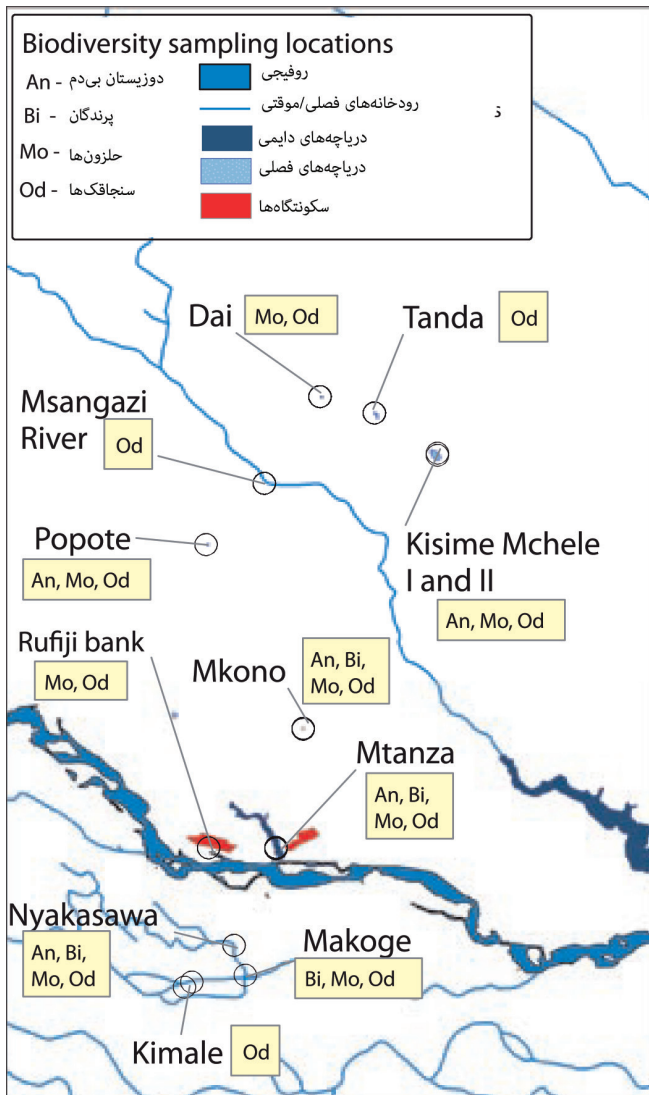 Biodiversity sampling locations
An - دوزیستان بی‌دم
Bi - پرندگان
Mo - حلزون‌ها
Od - سنجاقک‌ها
روفیجی
رودخانه‌های فصلی/موقتی
دریاچه‌های دایمی
دریاچه‌های فصلی
سکونتگاه‌ها
Dai
Mo, Od
Tanda
Od
Msangazi
River
Od
Popote
An, Mo, Od
Kisime Mchele
I and II
An, Mo, Od
Rufiji bank
Mo, Od
Mkono
An, Bi,
Mo, Od
Mtanza
An, Bi,
Mo, Od
Nyakasawa
An, Bi,
Mo, Od
Makoge
Bi, Mo, Od
Kimale
Od